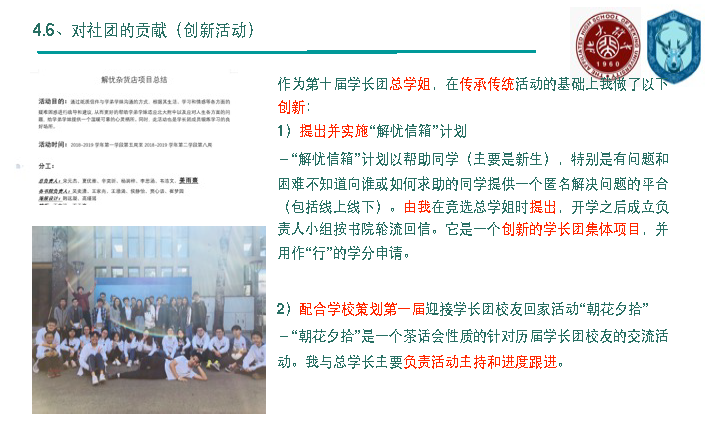 4.6、对社团的贡献（创新活动）
THE AFFILIATED HIGH SCHOOL OF PEKING UNIVERSITY
1960
解忧杂货店项目总结
活动时间：2018-2019 学年第一学段第五周至 2018-2019 学年第二学段第八周
分工：
作为第十届学长团总学姐，在传承传统活动的基础上我做了以下
创新：
1）提出并实施“解忧信箱”计划
–“解忧信箱”计划以帮助同学（主要是新生），特别是有问题和
困难不知道向谁或如何求助的同学提供一个匿名解决问题的平台
（包括线上线下）。由我在竞选总学姐时提出，开学之后成立负
责人小组按书院轮流回信。它是一个创新的学长团集体项目，并
用作“行”的学分申请。
2）配合学校策划第一届迎接学长团校友回家活动“朝花夕拾”
–“朝花夕拾”是一个茶话会性质的针对历届学长团校友的交流活
动。我与总学长主要负责活动主持和进度跟进。